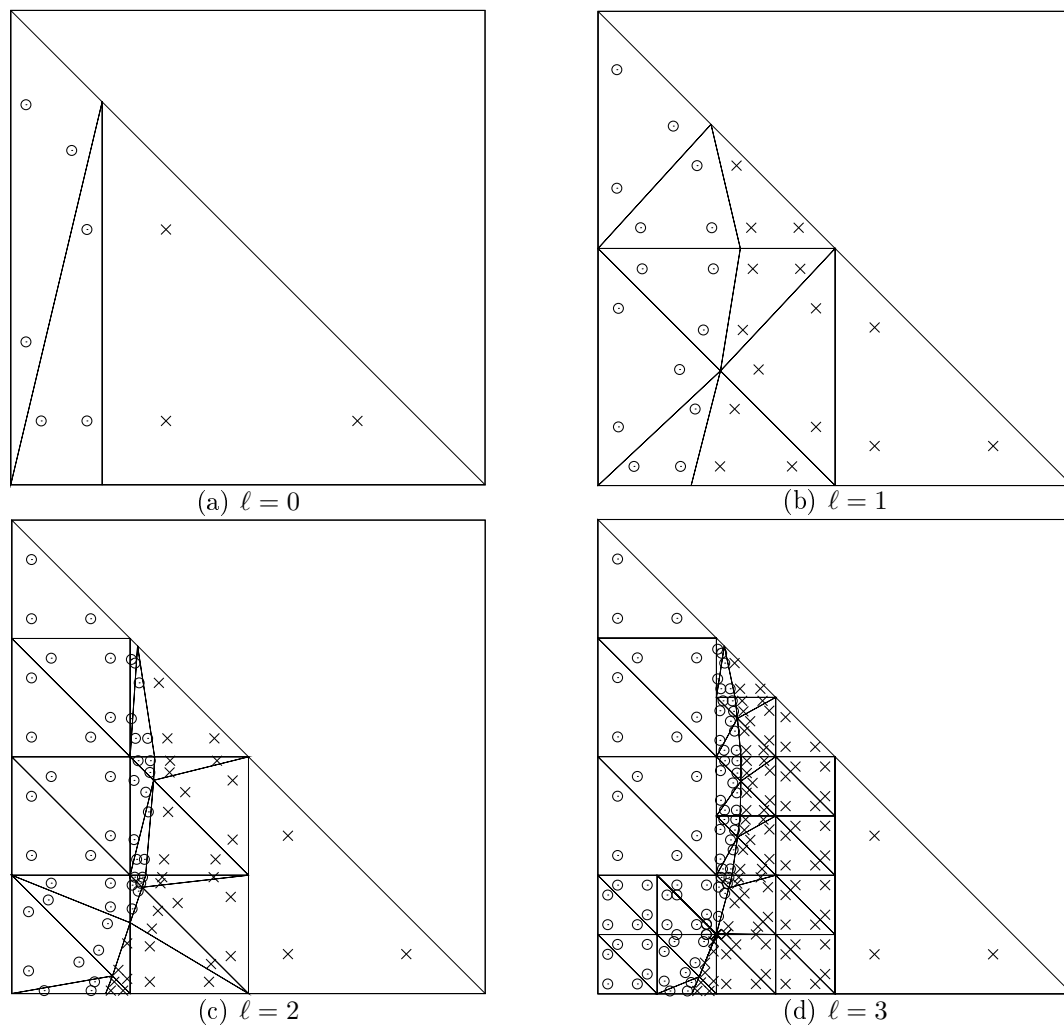 (a) ℓ = 0
(b) ℓ = 1
(c) ℓ = 2
(d) ℓ = 3